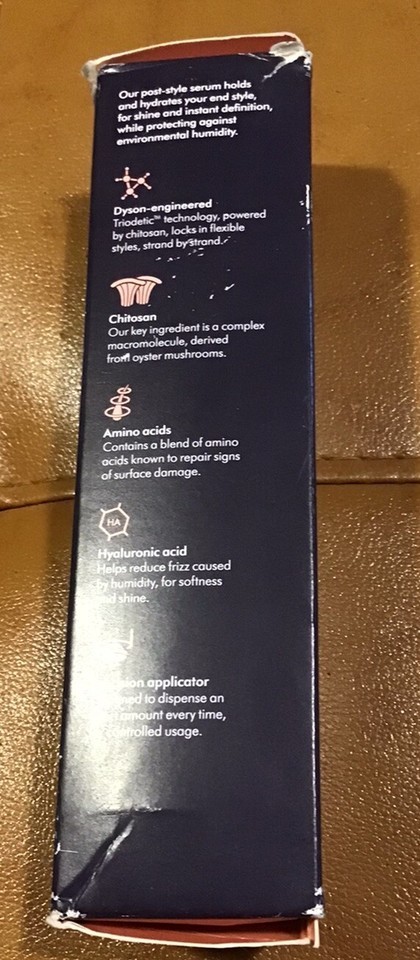 Our post-style serum holds
and hydrates your end style,
for shine and instant definition,
while protecting against
environmental humidity.
Dyson-engineered
Triodetic™ technology, powered
by chitosan, locks in flexible
styles, strand by strand.
Chitosan
Our key ingredient is a complex
macromolecule, derived
from oyster mushrooms.
Amino acids
Contains a blend of amino
acids known to repair signs
of surface damage.
HA
Hyaluronic acid
Helps reduce frizz caused
by humidity, for softness
and shine.
applicator
to dispense an
amount every time,
controlled usage.